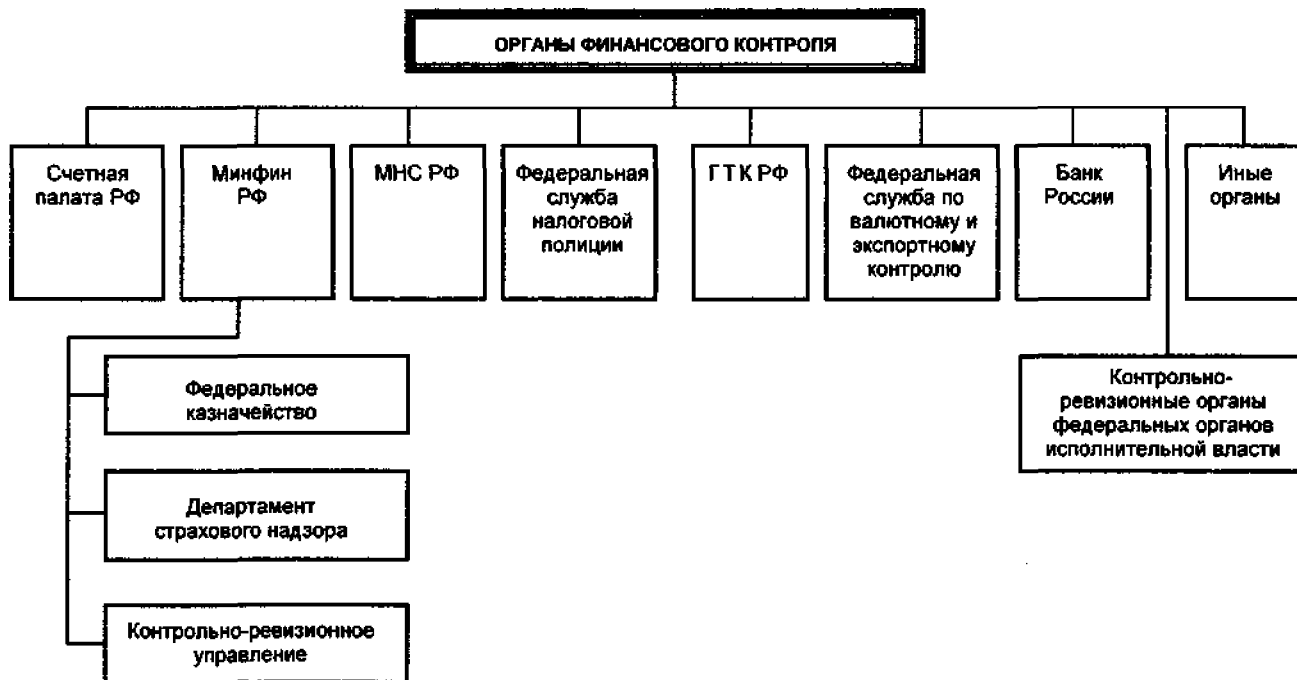 ОРГАНЫ ФИНАНСОВОГО КОНТРОЛЯ
Счетная
палата РФ
Минфин
РФ
МНС РФ
Федеральная
служба
налоговой
полиции
ГТК РФ
Федеральная
служба по
валютному и
экспортному
контролю
Банк
России
Иные
органы
Федеральное
казначейство
Департамент
страхового надзора
Контрольно-ревизионное
управление
Контрольно-
ревизионные органы
федеральных органов
исполнительной власти